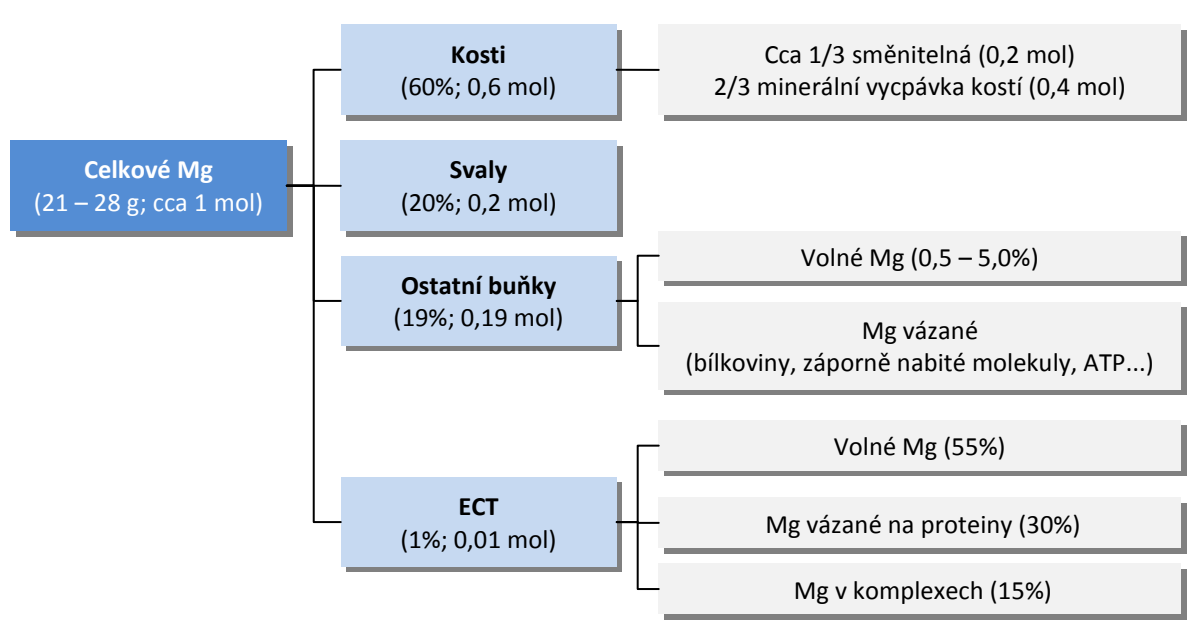 Celkové Mg
(21 – 28 g; cca 1 mol)
Kosti
(60%; 0,6 mol)
Cca 1/3 směnitelná (0,2 mol)
2/3 minerální vycpávka kostí (0,4 mol)
Svaly
(20%; 0,2 mol)
Ostatní buňky
(19%; 0,19 mol)
Volné Mg (0,5 – 5,0%)
Mg vázané
(bílkoviny, záporně nabité molekuly, ATP...)
ECT
(1%; 0,01 mol)
Volné Mg (55%)
Mg vázané na proteiny (30%)
Mg v komplexech (15%)